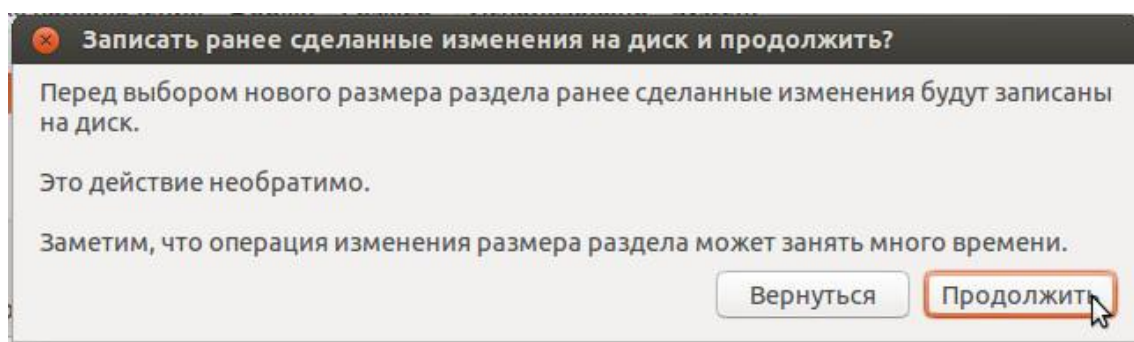 Записать ранее сделанные изменения на диск и продолжить?
Перед выбором нового размера раздела ранее сделанные изменения будут записаны
на диск.
Это действие необратимо.
Заметим, что операция изменения размера раздела может занять много времени.
Вернуться
Продолжить